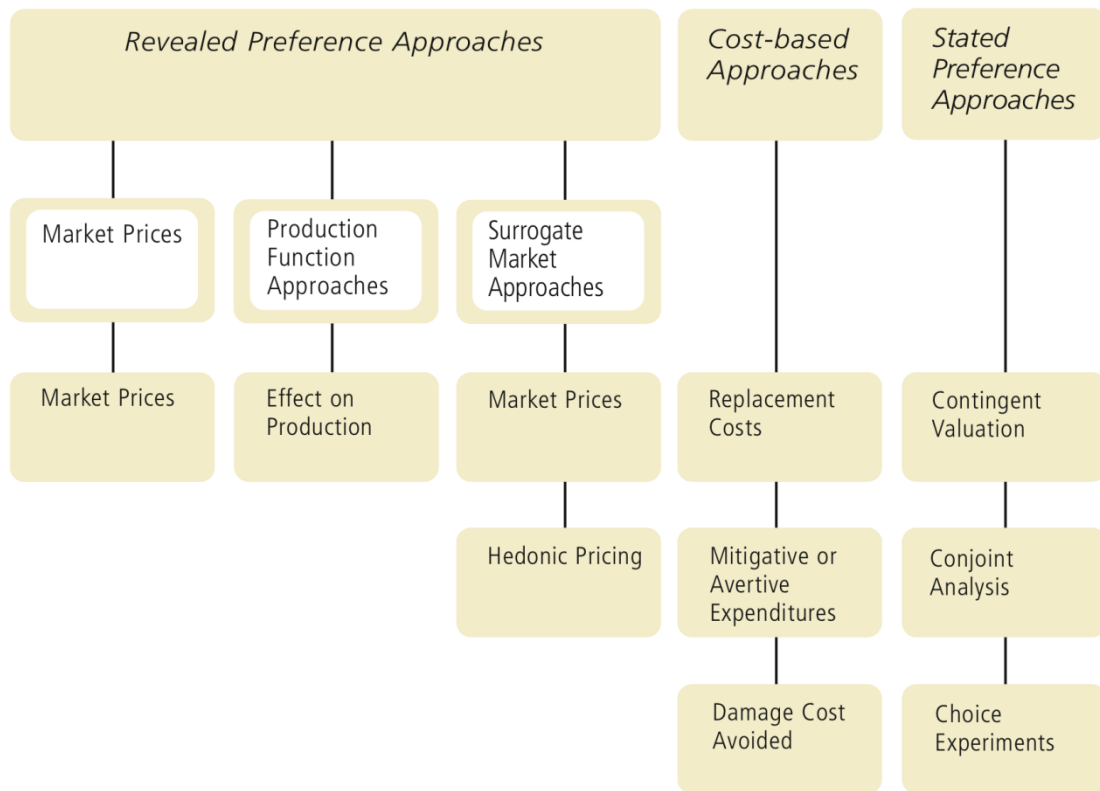 Revealed Preference Approaches
Cost-based
Approaches
Stated
Preference
Approaches
Market Prices
Production
Function
Approaches
Surrogate
Market
Approaches
Market Prices
Effect on
Production
Market Prices
Replacement
Costs
Contingent
Valuation
Hedonic Pricing
Mitigative or
Avertive
Expenditures
Conjoint
Analysis
Damage Cost
Avoided
Choice
Experiments